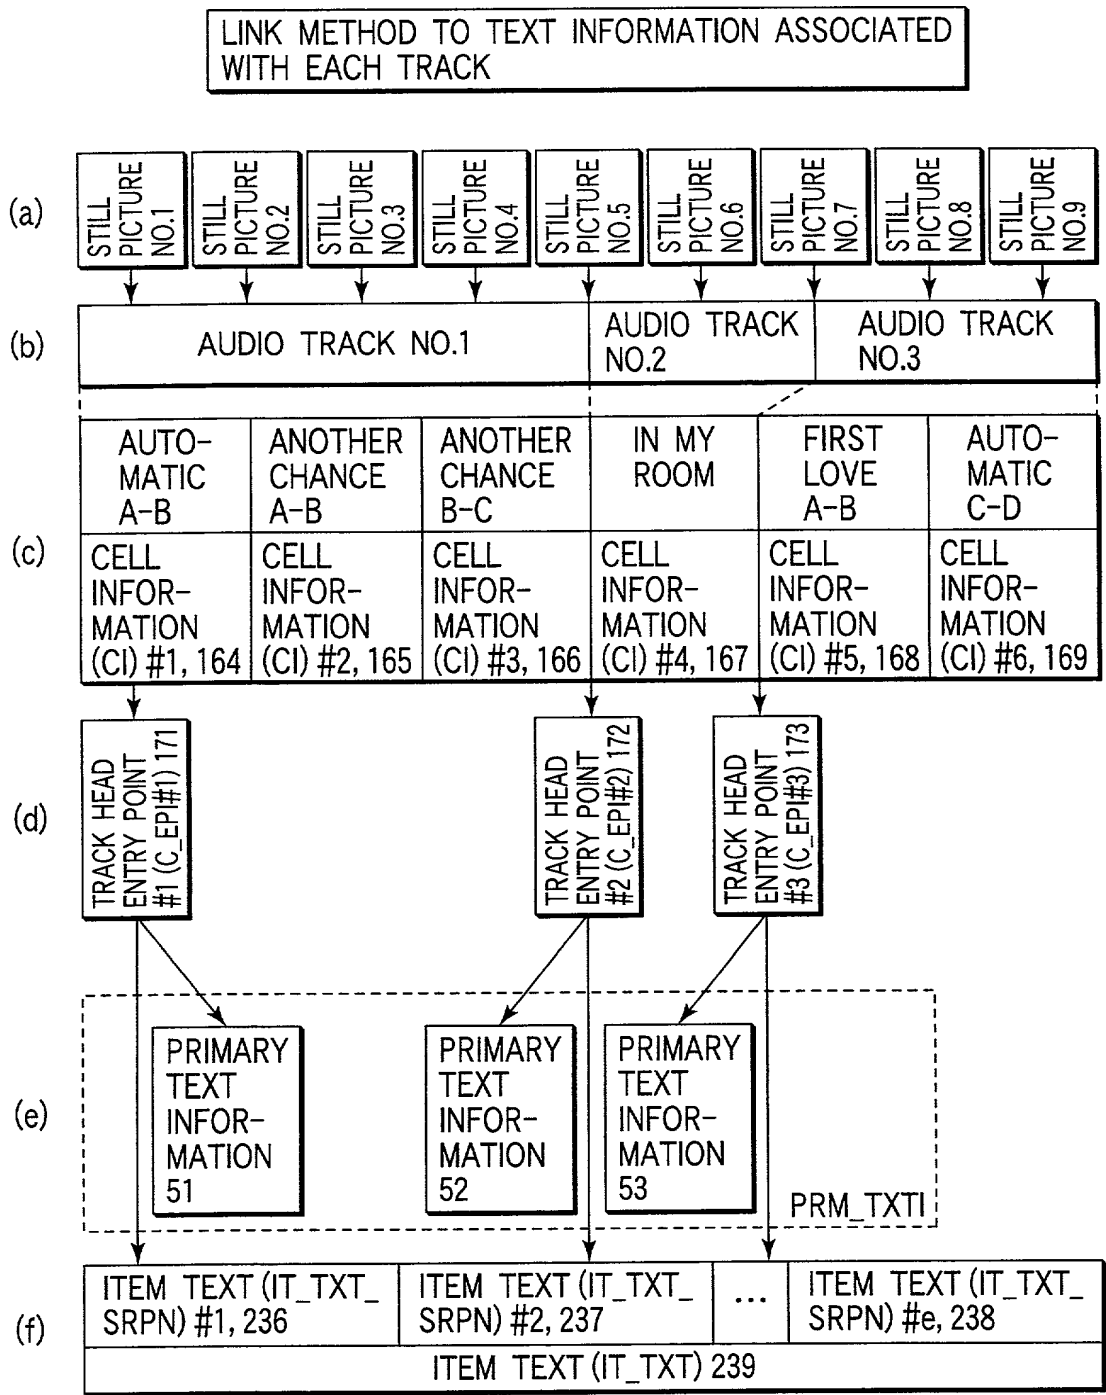 LINK METHOD TO TEXT INFORMATION ASSOCIATED
WITH EACH TRACK
(a)
STILL
PICTURE
NO.1
STILL
PICTURE
NO.2
STILL
PICTURE
NO.3
STILL
PICTURE
NO.4
STILL
PICTURE
NO.5
STILL
PICTURE
NO.6
STILL
PICTURE
NO.7
STILL
PICTURE
NO.8
STILL
PICTURE
NO.9
(b)
AUDIO TRACK NO.1
AUDIO TRACK
NO.2
AUDIO TRACK
NO.3
(c)
AUTO-
MATIC
A-B
ANOTHER
CHANCE
A-B
ANOTHER
CHANCE
B-C
IN MY
ROOM
FIRST
LOVE
A-B
AUTO-
MATIC
C-D
CELL
INFOR-
MATION
(CI) #1, 164
CELL
INFOR-
MATION
(CI) #2, 165
CELL
INFOR-
MATION
(CI) #3, 166
CELL
INFOR-
MATION
(CI) #4, 167
CELL
INFOR-
MATION
(CI) #5, 168
CELL
INFOR-
MATION
(CI) #6, 169
(d)
TRACK HEAD
ENTRY POINT
#1 (C_EPI#1) 171
TRACK HEAD
ENTRY POINT
#2 (C_EPI#2) 172
TRACK HEAD
ENTRY POINT
#3 (C_EPI#3) 173
(e)
PRIMARY
TEXT
INFOR-
MATION
51
PRIMARY
TEXT
INFOR-
MATION
52
PRIMARY
TEXT
INFOR-
MATION
53
PRM_TXTI
(f)
ITEM TEXT (IT_TXT_
SRPN) #1, 236
ITEM TEXT (IT_TXT_
SRPN) #2, 237
...
ITEM TEXT (IT_TXT_
SRPN) #e, 238
ITEM TEXT (IT_TXT) 239